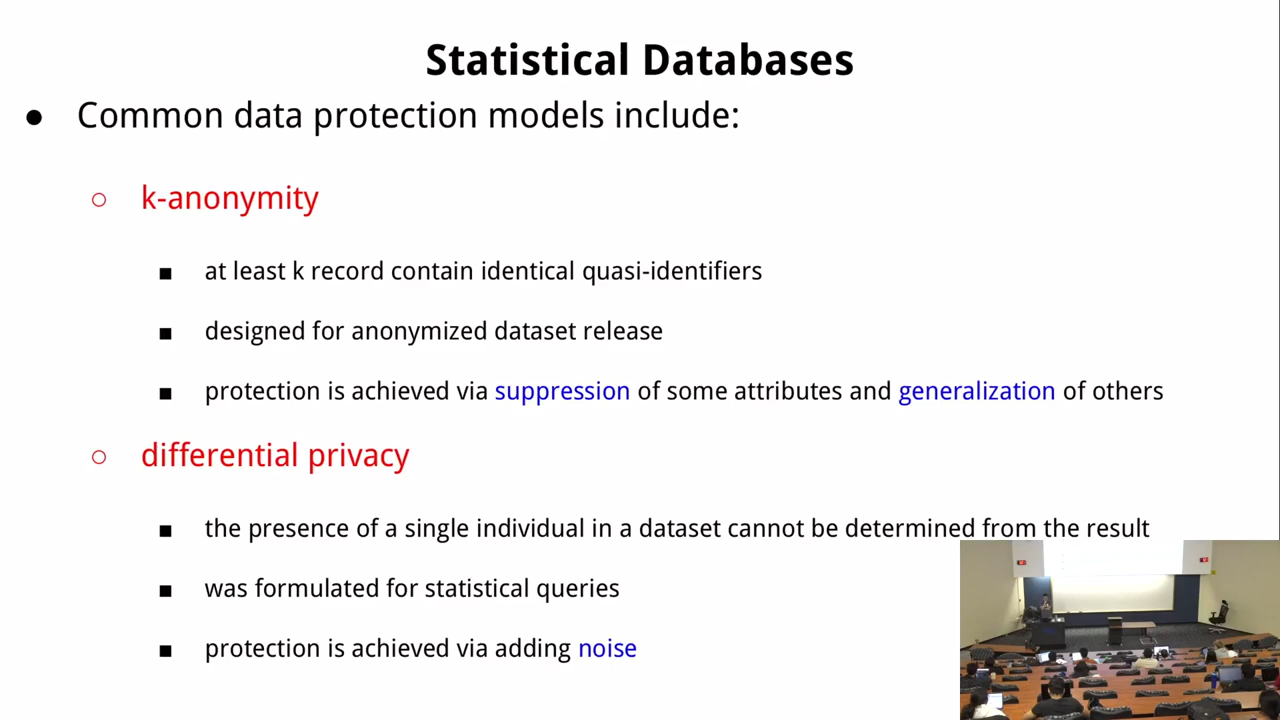 Statistical Databases
● Common data protection models include:
○ k-anonymity
■ at least k record contain identical quasi-identifiers
■ designed for anonymized dataset release
■ protection is achieved via suppression of some attributes and generalization of others
○ differential privacy
■ the presence of a single individual in a dataset cannot be determined from the result
■ was formulated for statistical queries
■ protection is achieved via adding noise